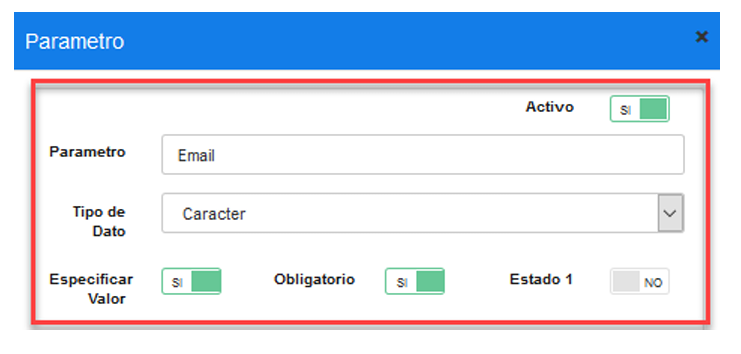 Parametro ×
Activo SI
Parametro Email
Tipo de Dato Caracter
Especificar Valor SI Obligatorio SI Estado 1 NO